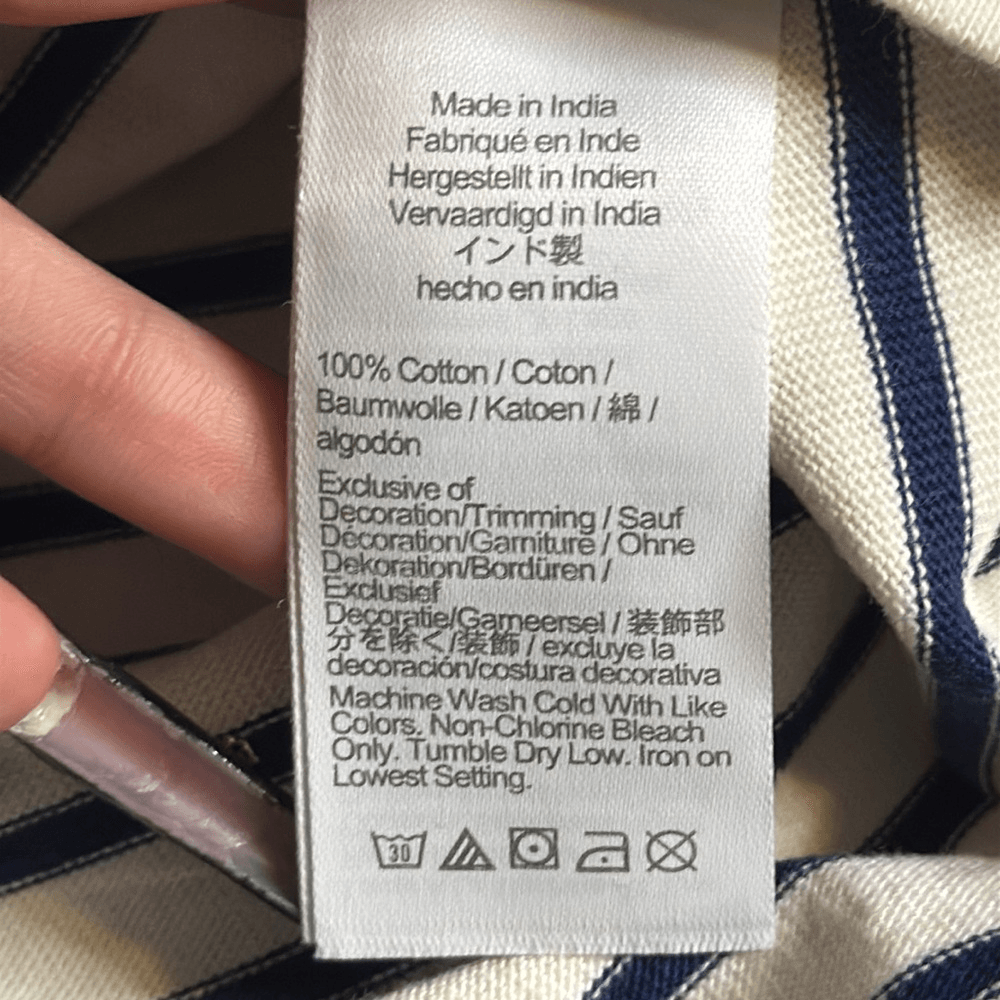 Made in India
Fabriqué en Inde
Hergestellt in Indien
Vervaardigd in India
インド製
hecho en india
100% Cotton / Coton /
Baumwolle / Katoen / 綿 /
algodón
Exclusive of
Decoration/Trimming / Sauf
Décoration/Garniture / Ohne
Dekoration/Bordüren /
Exclusief
Decoratie/Garneersel / 装飾部
分を除く/装飾 / excluye la
decoración/costura decorativa
Machine Wash Cold With Like
Colors. Non-Chlorine Bleach
Only. Tumble Dry Low. Iron on
Lowest Setting.
30